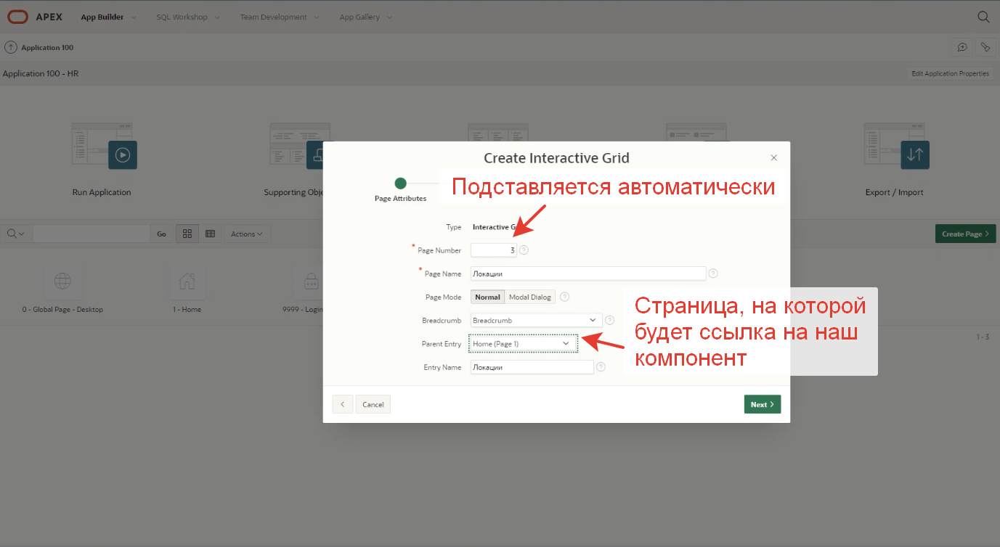 APEX App Builder SQL Workshop Team Development App Gallery
Application 100
Application 100 - HR Edit Application Properties
Create Interactive Grid
Подставляется автоматически
Page Attributes
Run Application Supporting Obje Export / Import
Type Interactive G
Go Actions Create Page
* Page Number 3 ?
* Page Name Локации ?
Page Mode Normal Modal Dialog ?
Страница, на которой
будет ссылка на наш
компонент
0 - Global Page - Desktop 1 - Home 9999 - Login
Breadcrumb Breadcrumb ?
Parent Entry Home (Page 1)
1 - 3
Entry Name Локации ?
Cancel Next